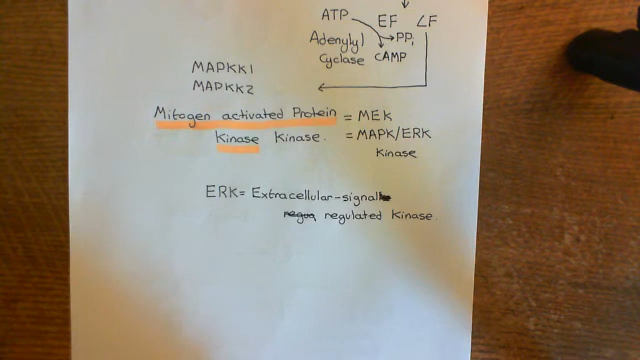 ATP
EF LF
PPi
Adenylyl
Cyclase cAMP
MAPKK1
MAPKK2
Mitogen activated Protein = MEK
Kinase Kinase. = MAPK/ERK
Kinase
ERK = Extracellular-signal
regulated Kinase.